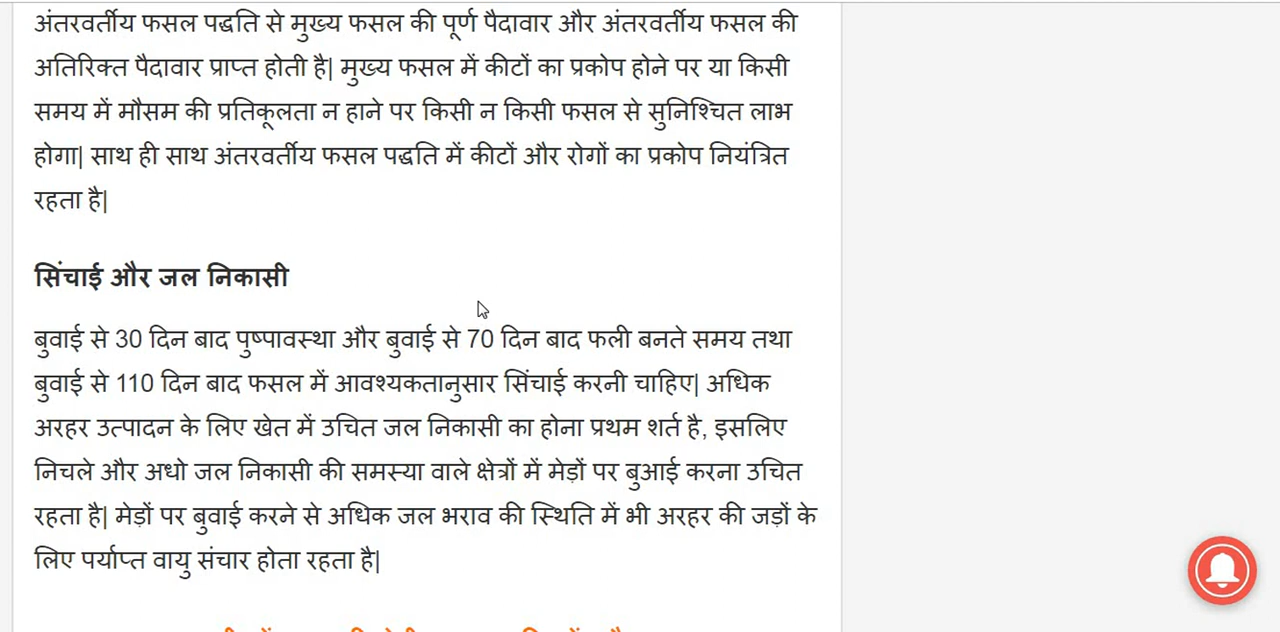 अंतरवर्तीय फसल पद्धति से मुख्य फसल की पूर्ण पैदावार और अंतरवर्तीय फसल की
अतिरिक्त पैदावार प्राप्त होती है| मुख्य फसल में कीटों का प्रकोप होने पर या किसी
समय में मौसम की प्रतिकूलता न हाने पर किसी न किसी फसल से सुनिश्चित लाभ
होगा| साथ ही साथ अंतरवर्तीय फसल पद्धति में कीटों और रोगों का प्रकोप नियंत्रित
रहता है|
सिंचाई और जल निकासी
बुवाई से 30 दिन बाद पुष्पावस्था और बुवाई से 70 दिन बाद फली बनते समय तथा
बुवाई से 110 दिन बाद फसल में आवश्यकतानुसार सिंचाई करनी चाहिए| अधिक
अरहर उत्पादन के लिए खेत में उचित जल निकासी का होना प्रथम शर्त है, इसलिए
निचले और अधो जल निकासी की समस्या वाले क्षेत्रों में मेड़ों पर बुआई करना उचित
रहता है| मेड़ों पर बुवाई करने से अधिक जल भराव की स्थिति में भी अरहर की जड़ों के
लिए पर्याप्त वायु संचार होता रहता है|